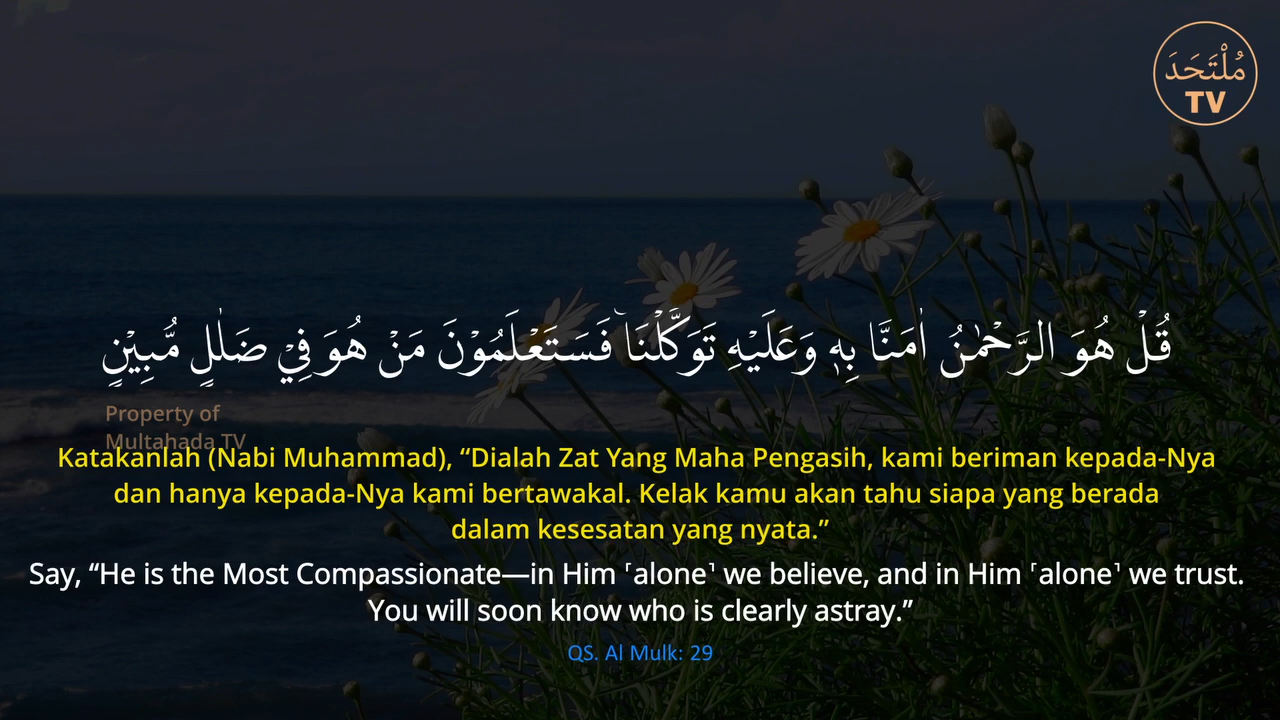 مُلْتَحَدَ
TV
قُلْ هُوَ الرَّحْمٰنُ اٰمَنَّا بِهٖ وَعَلَيْهِ تَوَكَّلْنَاۚ فَسَتَعْلَمُوْنَ مَنْ هُوَ فِيْ ضَلٰلٍ مُّبِيْنٍ
Property of
Multahada TV
Katakanlah (Nabi Muhammad), “Dialah Zat Yang Maha Pengasih, kami beriman kepada-Nya
dan hanya kepada-Nya kami bertawakal. Kelak kamu akan tahu siapa yang berada
dalam kesesatan yang nyata.”
Say, “He is the Most Compassionate—in Him ˹alone˺ we believe, and in Him ˹alone˺ we trust.
You will soon know who is clearly astray.”
QS. Al Mulk: 29